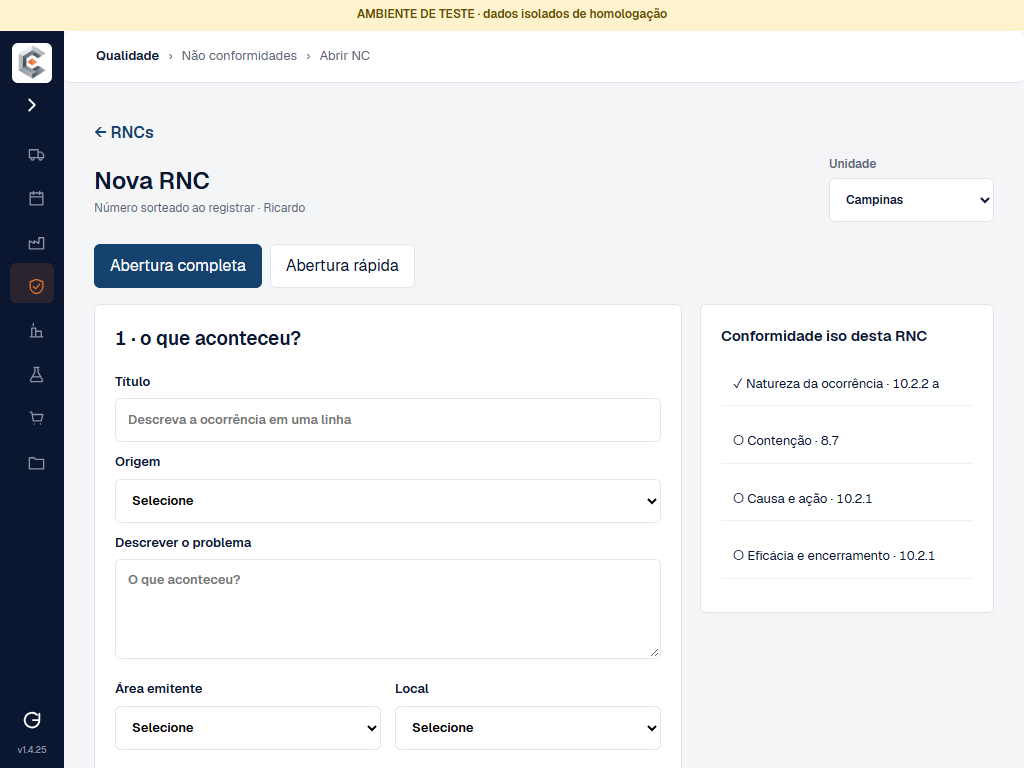 AMBIENTE DE TESTE · dados isolados de homologação
Qualidade › Não conformidades › Abrir NC
← RNCs
Nova RNC
Número sorteado ao registrar · Ricardo
Unidade
Campinas
Abertura completa
Abertura rápida
1 · o que aconteceu?
Título
Descreva a ocorrência em uma linha
Origem
Selecione
Descrever o problema
O que aconteceu?
Área emitente
Local
Selecione
Selecione
Conformidade iso desta RNC
✓ Natureza da ocorrência · 10.2.2 a
○ Contenção · 8.7
○ Causa e ação · 10.2.1
○ Eficácia e encerramento · 10.2.1
v1.4.25